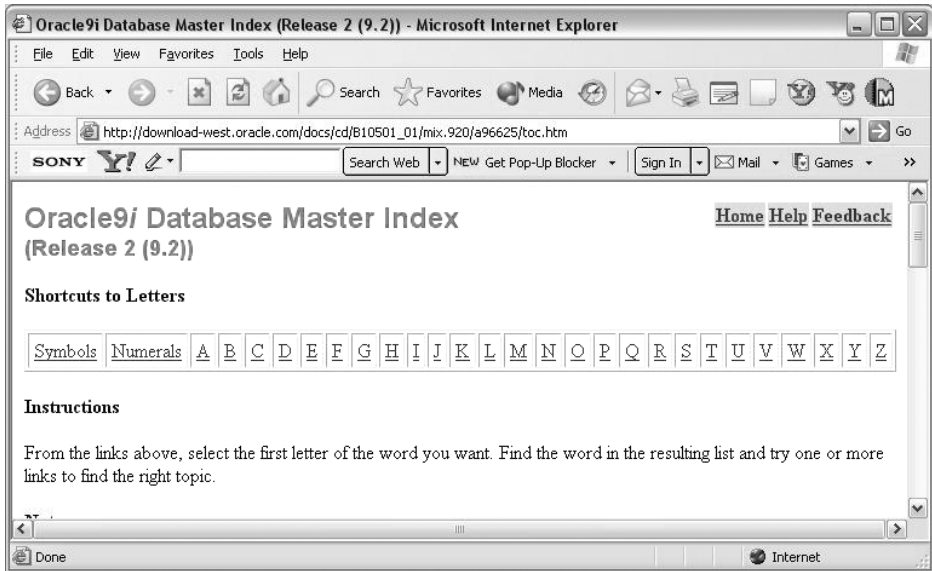 Oracle9i Database Master Index (Release 2 (9.2)) - Microsoft Internet Explorer
File Edit View Favorites Tools Help
Back Search Favorites Media
Address http://download-west.oracle.com/docs/cd/B10501_01/mix.920/a96625/toc.htm Go
SONY Y! Search Web NEW Get Pop-Up Blocker Sign In Mail Games »
Oracle9i Database Master Index
(Release 2 (9.2))
Home Help Feedback
Shortcuts to Letters
Symbols Numerals A B C D E F G H I J K L M N O P Q R S T U V W X Y Z
Instructions
From the links above, select the first letter of the word you want. Find the word in the resulting list and try one or more
links to find the right topic.
Done Internet